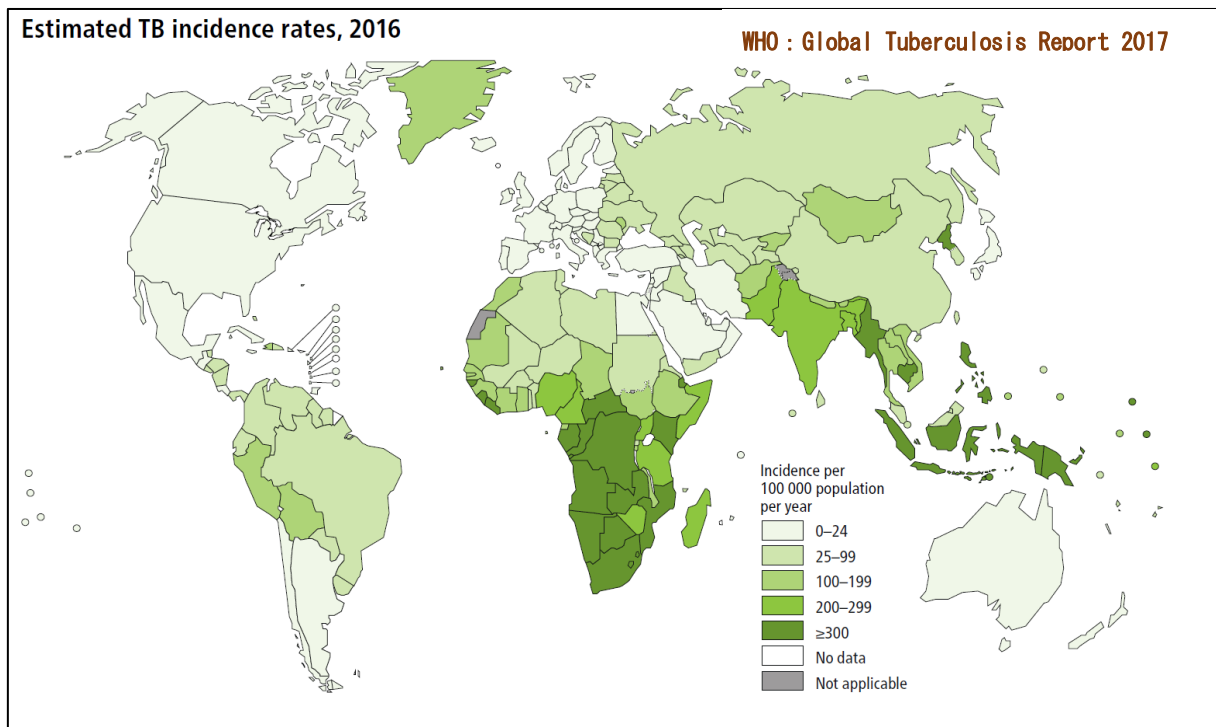 Estimated TB incidence rates, 2016
WHO : Global Tuberculosis Report 2017
Incidence per
100 000 population
per year
0–24
25–99
100–199
200–299
≥300
No data
Not applicable